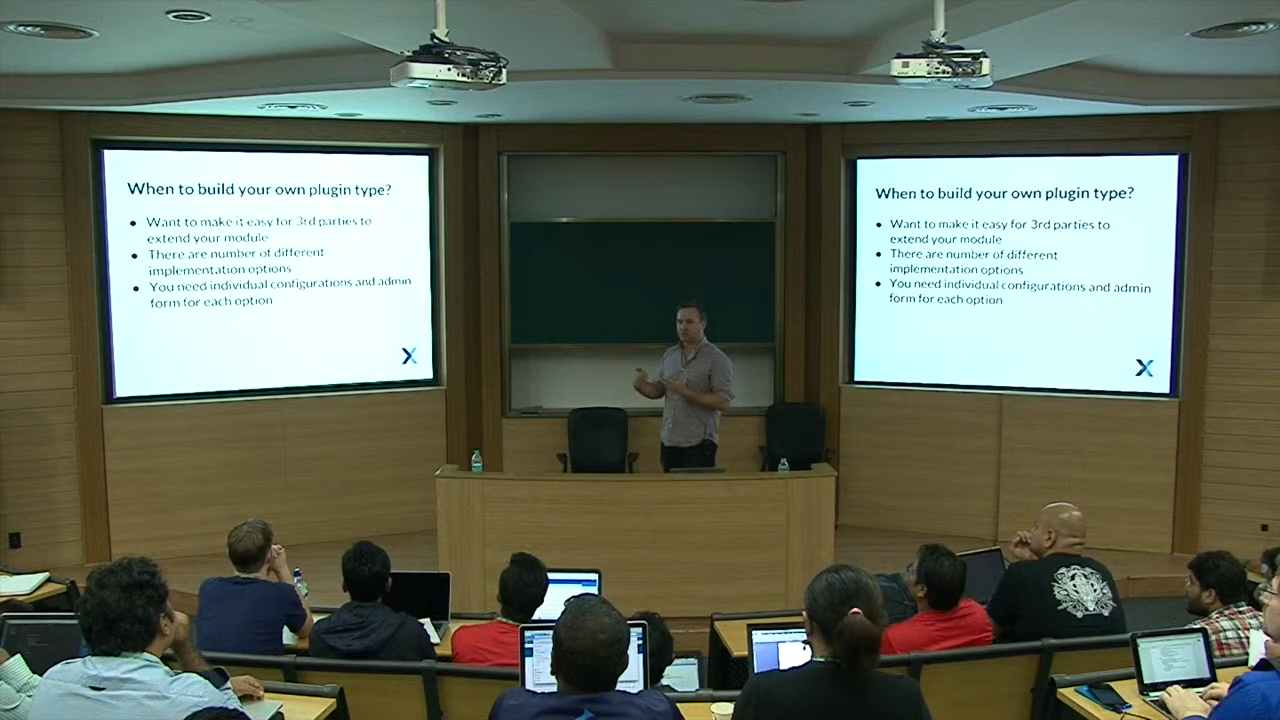 When to build your own plugin type?
● Want to make it easy for 3rd parties to
extend your module
● There are number of different
implementation options
● You need individual configurations and admin
form for each option
X
When to build your own plugin type?
● Want to make it easy for 3rd parties to
extend your module
● There are number of different
implementation options
● You need individual configurations and admin
form for each option
X